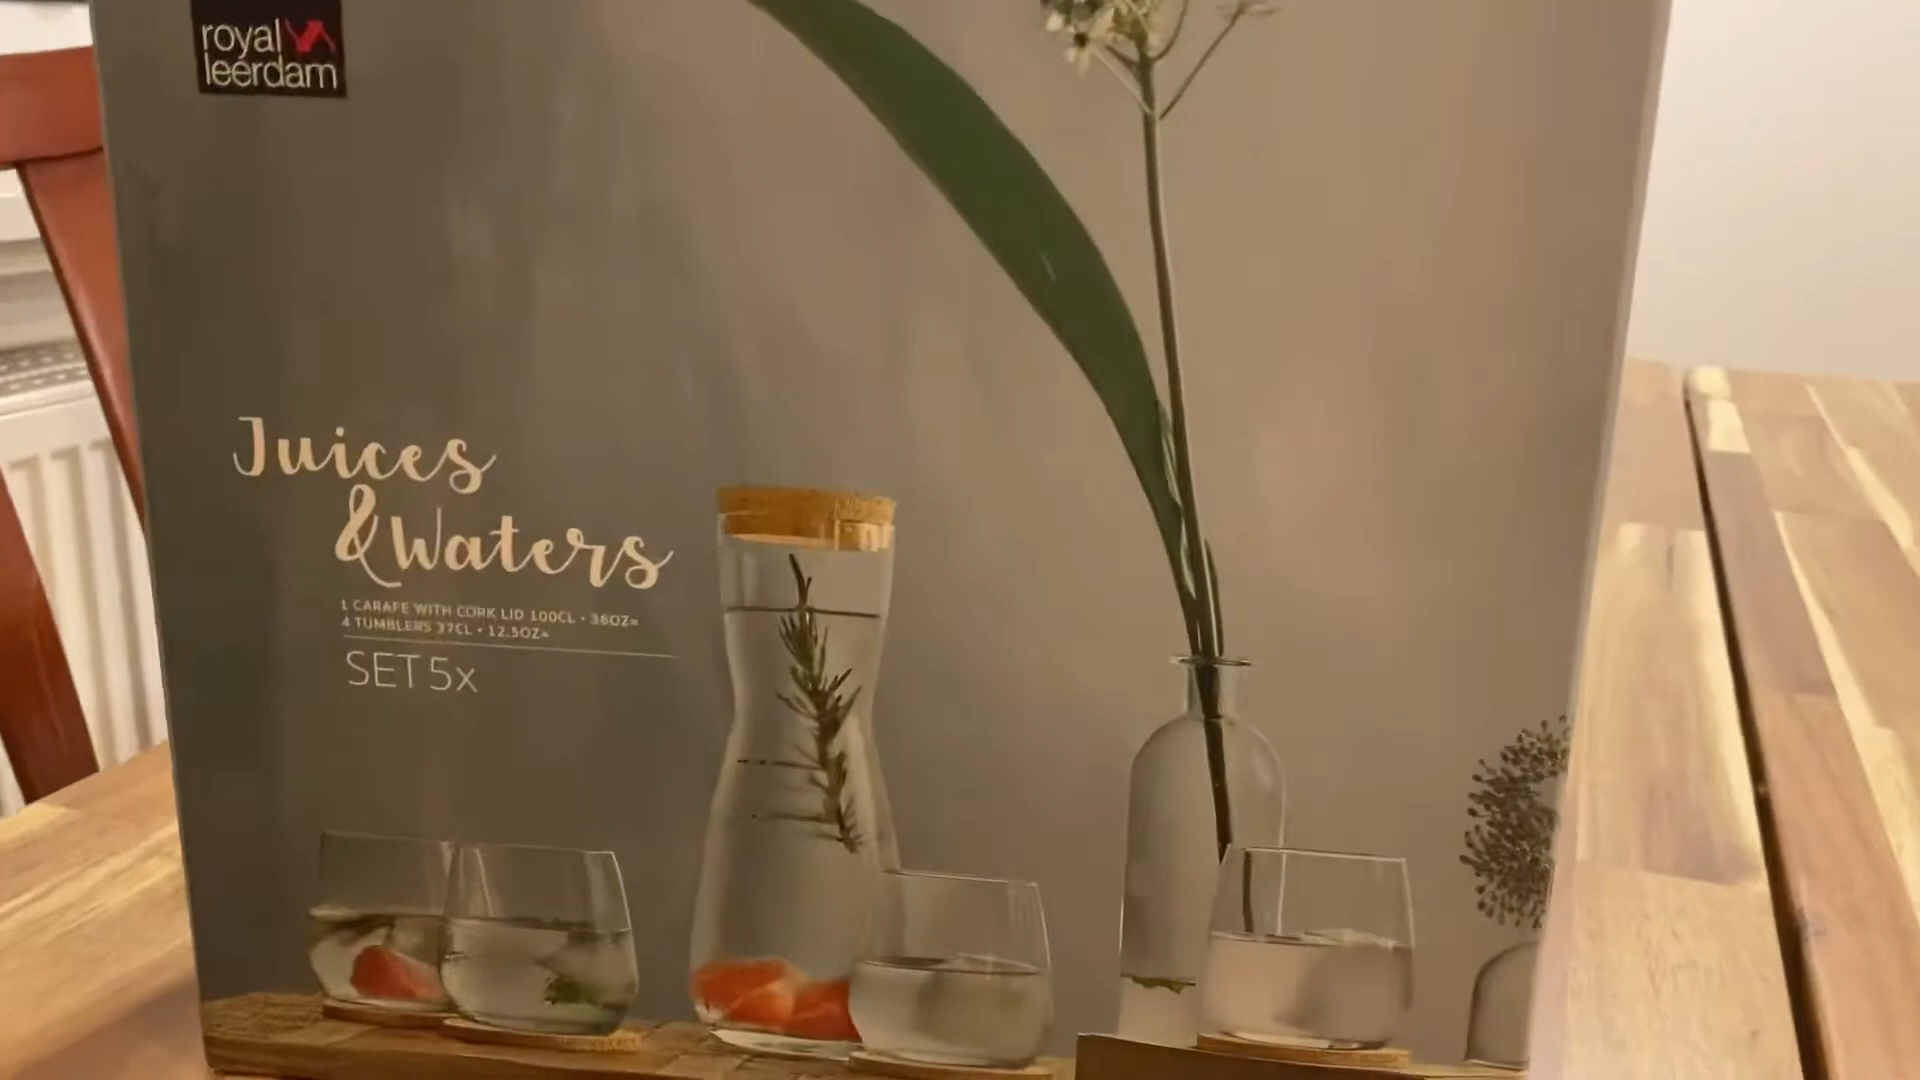 royal
leerdam
Juices
& Waters
1 CARAFE WITH CORK LID 100CL • 36OZ=
4 TUMBLERS 37CL • 12.5OZ=
SET 5x